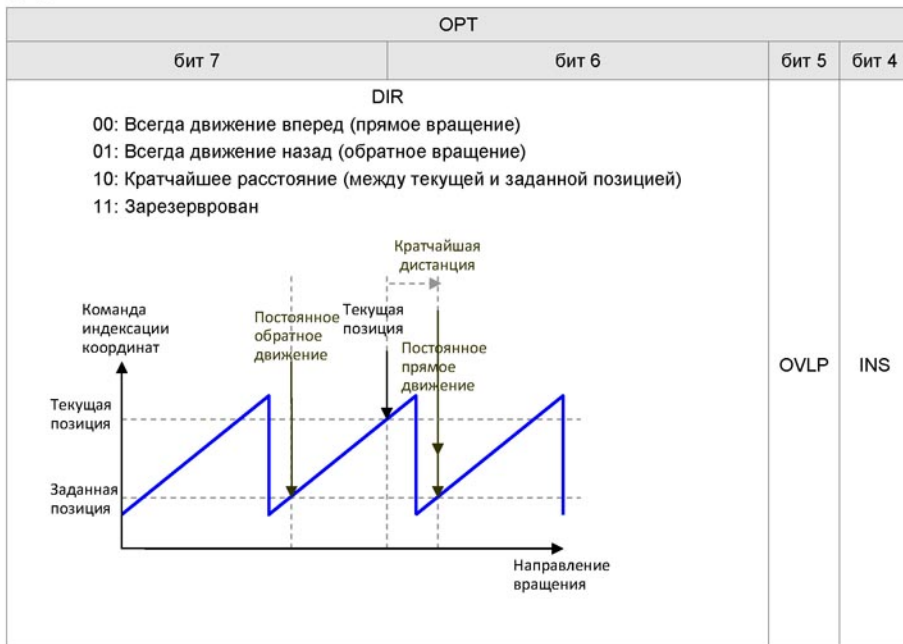 OPT
бит 7
бит 6
бит 5
бит 4
DIR
00: Всегда движение вперед (прямое вращение)
01: Всегда движение назад (обратное вращение)
10: Кратчайшее расстояние (между текущей и заданной позицией)
11: Зарезерврован
OVLP
INS
Кратчайшая
дистанция
Команда
индексации
координат
Постоянное
обратное
движение
Текущая
позиция
Постоянное
прямое
движение
Текущая
позиция
Заданная
позиция
Направление
вращения